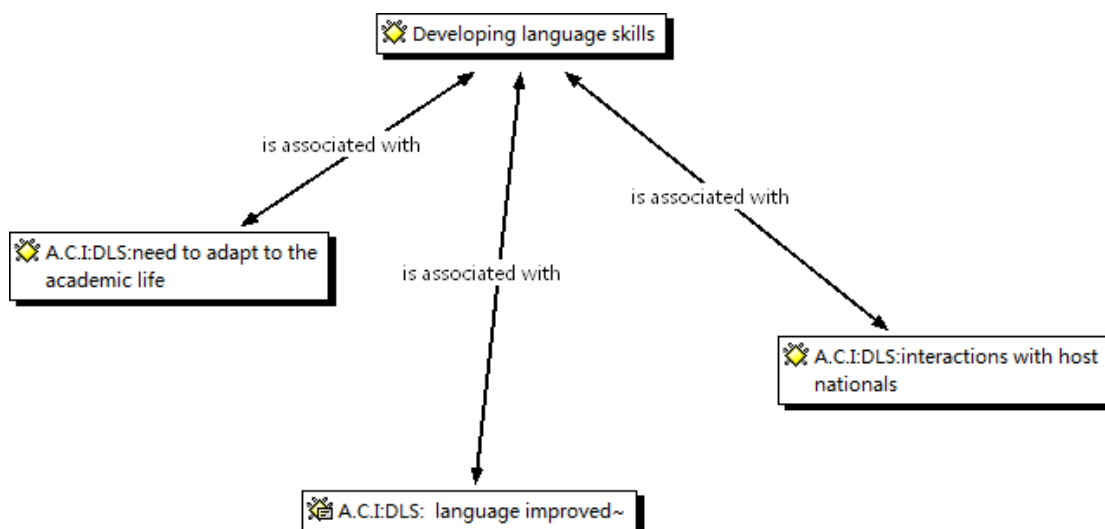 Developing language skills
is associated with
is associated with
A.C.I:DLS:need to adapt to the
academic life
is associated with
A.C.I:DLS:interactions with host
nationals
A.C.I:DLS:  language improved~